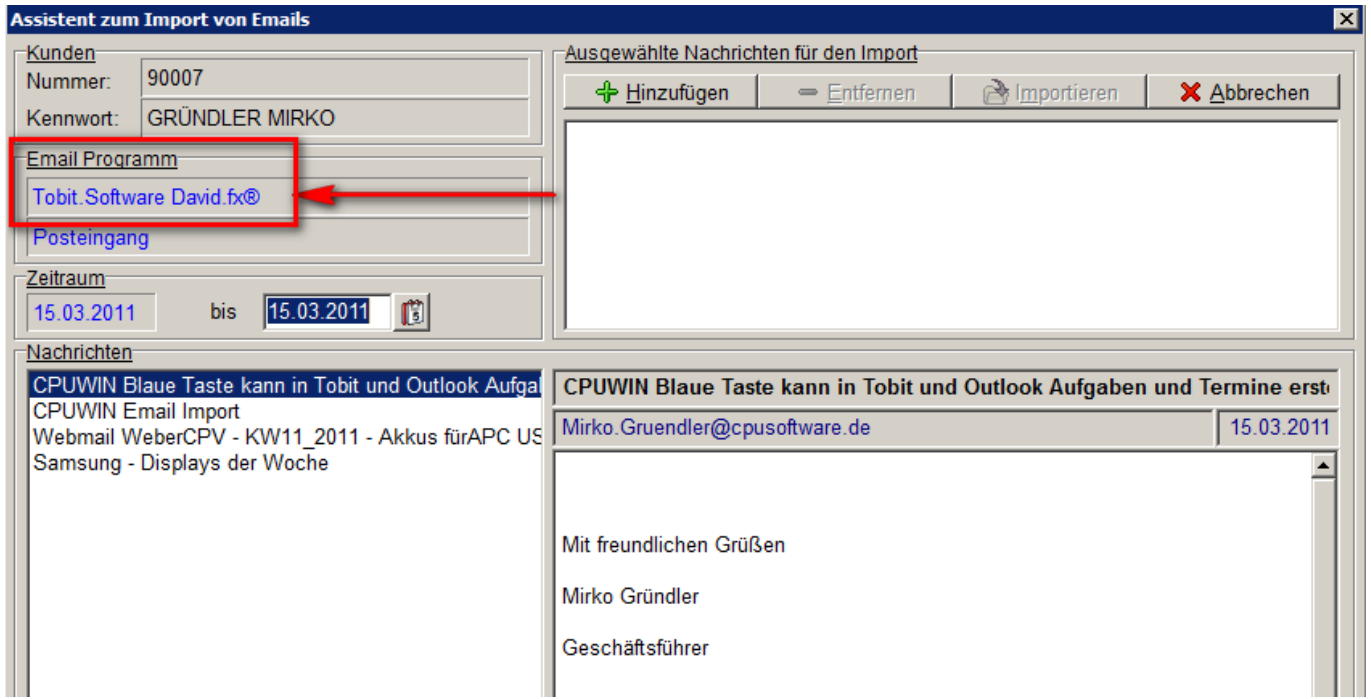 Assistent zum Import von Emails
Kunden
Nummer: 90007
Kennwort: GRÜNDLER MIRKO
Email Programm
Tobit.Software David.fx®
Posteingang
Zeitraum
15.03.2011 bis 15.03.2011
Ausgewählte Nachrichten für den Import
Hinzufügen Entfernen Importieren Abbrechen
Nachrichten
CPUWIN Blaue Taste kann in Tobit und Outlook Aufgal
CPUWIN Email Import
Webmail WeberCPV - KW11_2011 - Akkus fürAPC US
Samsung - Displays der Woche
CPUWIN Blaue Taste kann in Tobit und Outlook Aufgaben und Termine erst
Mirko.Gruendler@cpusoftware.de 15.03.2011
Mit freundlichen Grüßen
Mirko Gründler
Geschäftsführer